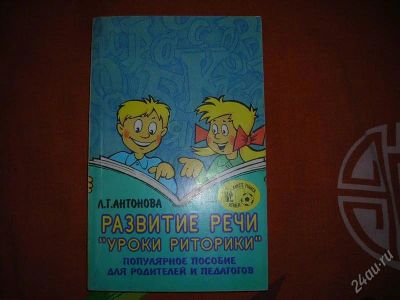 Л.Г.АНТОНОВА
РАЗВИТИЕ РЕЧИ
"УРОКИ РИТОРИКИ"
ПОПУЛЯРНОЕ ПОСОБИЕ
ДЛЯ РОДИТЕЛЕЙ И ПЕДАГОГОВ
24au.ru